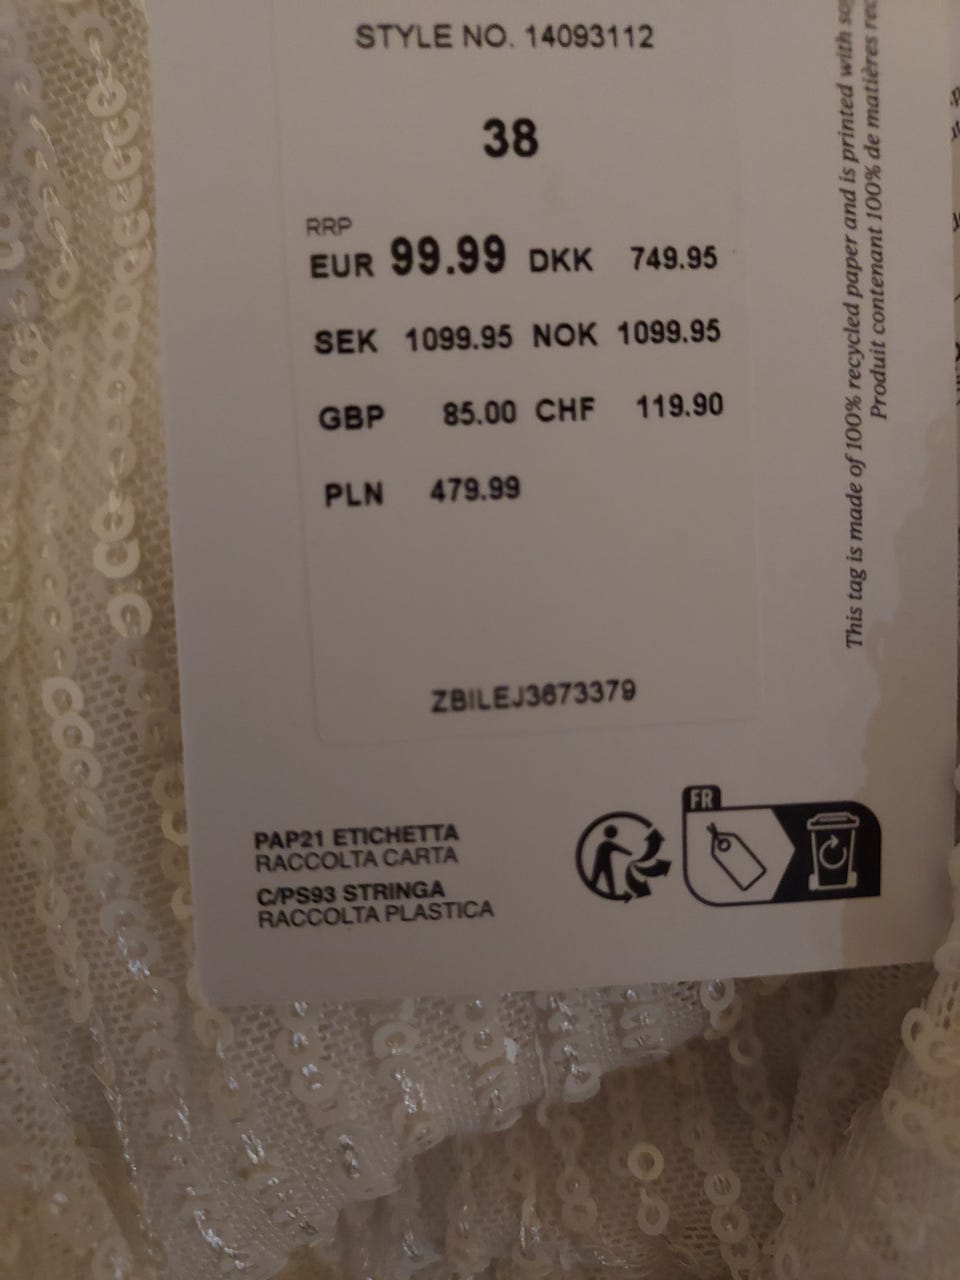 STYLE NO. 14093112
38
RRP
EUR 99.99 DKK 749.95
SEK 1099.95 NOK 1099.95
GBP 85.00 CHF 119.90
PLN 479.99
ZBILEJ3673379
PAP21 ETICHETTA
RACCOLTA CARTA
C/PS93 STRINGA
RACCOLTA PLASTICA
FR
This tag is made of 100% recycled paper and is printed with
Produit contenant 100% de matières